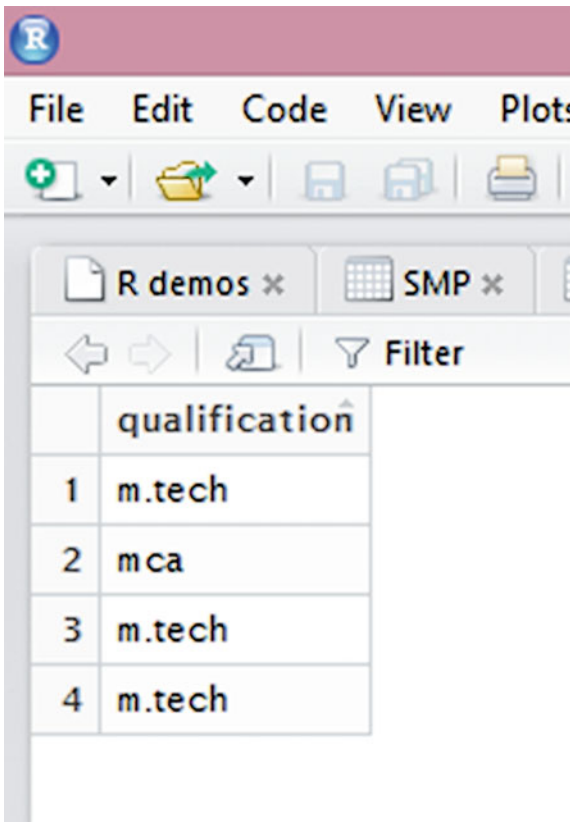 R
File Edit Code View Plots
R demos SMP
Filter
qualification
1 m.tech
2 mca
3 m.tech
4 m.tech